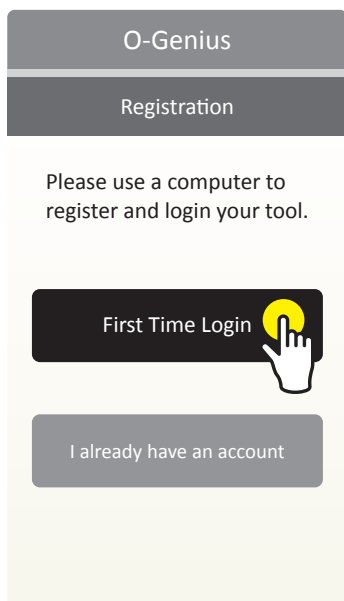 O-Genius
Registration
Please use a computer to
register and login your tool.
First Time Login
I already have an account